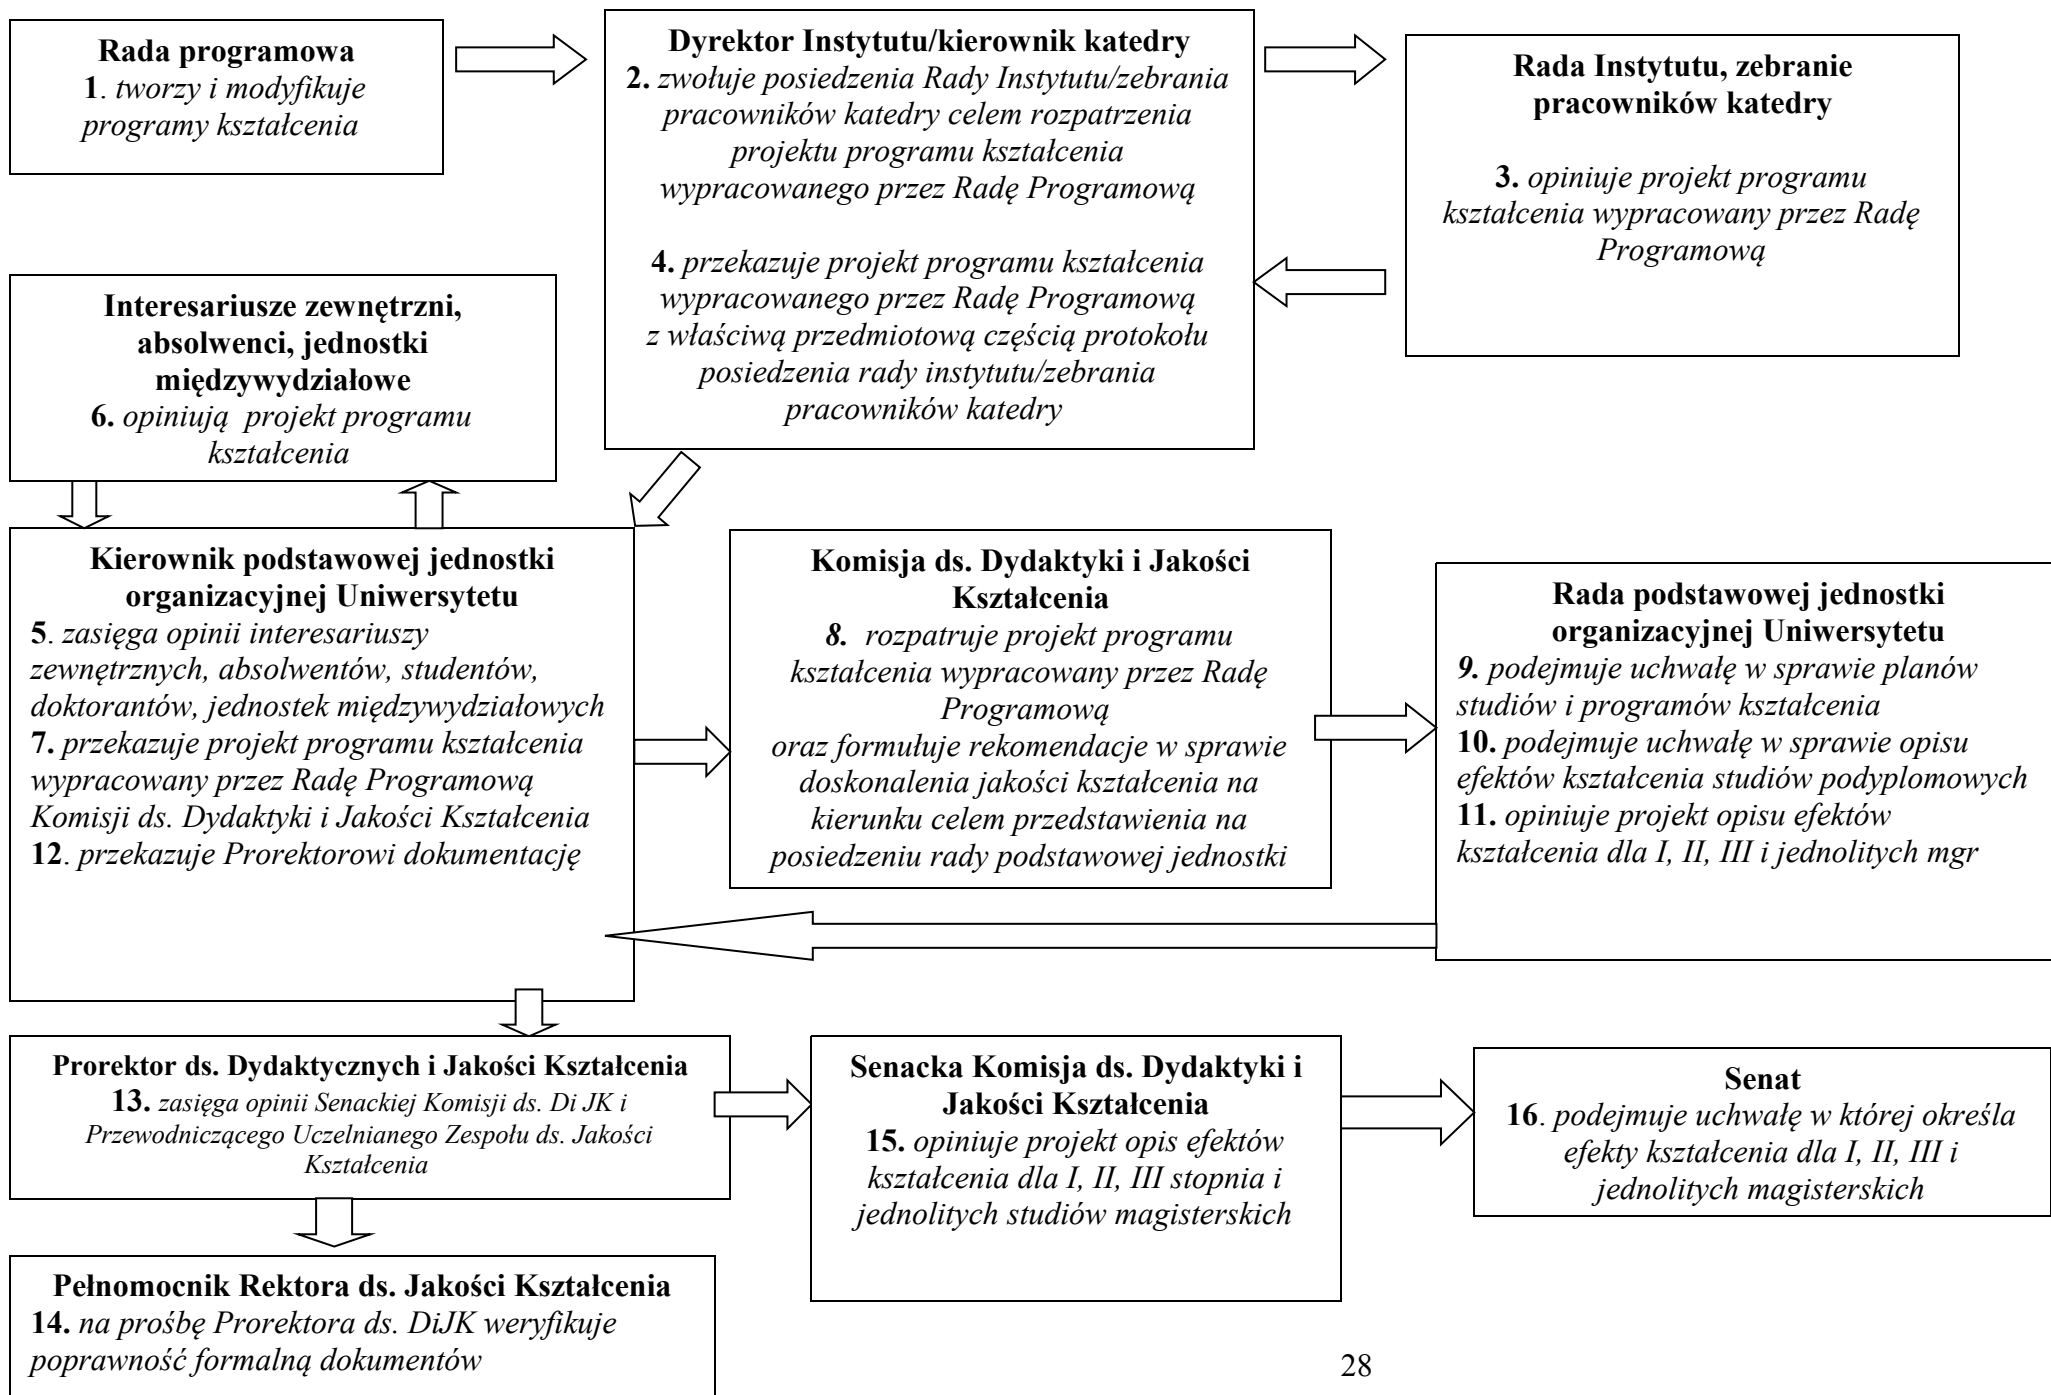 Rada programowa
1. tworzy i modyfikuje
programy kształcenia
Dyrektor Instytutu/kierownik katedry
2. zwołuje posiedzenia Rady Instytutu/zebrania
pracowników katedry celem rozpatrzenia
projektu programu kształcenia
wypracowanego przez Radę Programową
4. przekazuje projekt programu kształcenia
wypracowanego przez Radę Programową
z właściwą przedmiotową częścią protokołu
posiedzenia rady instytutu/zebrania
pracowników katedry
Rada Instytutu, zebranie
pracowników katedry
3. opiniuje projekt programu
kształcenia wypracowany przez Radę
Programową
Interesariusze zewnętrzni,
absolwenci, jednostki
międzywydziałowe
6. opiniują  projekt programu
kształcenia
Kierownik podstawowej jednostki
organizacyjnej Uniwersytetu
5. zasięga opinii interesariuszy
zewnętrznych, absolwentów, studentów,
doktorantów, jednostek międzywydziałowych
7. przekazuje projekt programu kształcenia
wypracowany przez Radę Programową
Komisji ds. Dydaktyki i Jakości Kształcenia
12. przekazuje Prorektorowi dokumentację
Komisja ds. Dydaktyki i Jakości
Kształcenia
8.  rozpatruje projekt programu
kształcenia wypracowany przez Radę
Programową
oraz formułuje rekomendacje w sprawie
doskonalenia jakości kształcenia na
kierunku celem przedstawienia na
posiedzeniu rady podstawowej jednostki
Rada podstawowej jednostki
organizacyjnej Uniwersytetu
9. podejmuje uchwałę w sprawie planów
studiów i programów kształcenia
10. podejmuje uchwałę w sprawie opisu
efektów kształcenia studiów podyplomowych
11. opiniuje projekt opisu efektów
kształcenia dla I, II, III i jednolitych mgr
Prorektor ds. Dydaktycznych i Jakości Kształcenia
13. zasięga opinii Senackiej Komisji ds. Di JK i
Przewodniczącego Uczelnianego Zespołu ds. Jakości
Kształcenia
Senacka Komisja ds. Dydaktyki i
Jakości Kształcenia
15. opiniuje projekt opis efektów
kształcenia dla I, II, III stopnia i
jednolitych studiów magisterskich
Senat
16. podejmuje uchwałę w której określa
efekty kształcenia dla I, II, III i
jednolitych magisterskich
Pełnomocnik Rektora ds. Jakości Kształcenia
14. na prośbę Prorektora ds. DiJK weryfikuje
poprawność formalną dokumentów
28